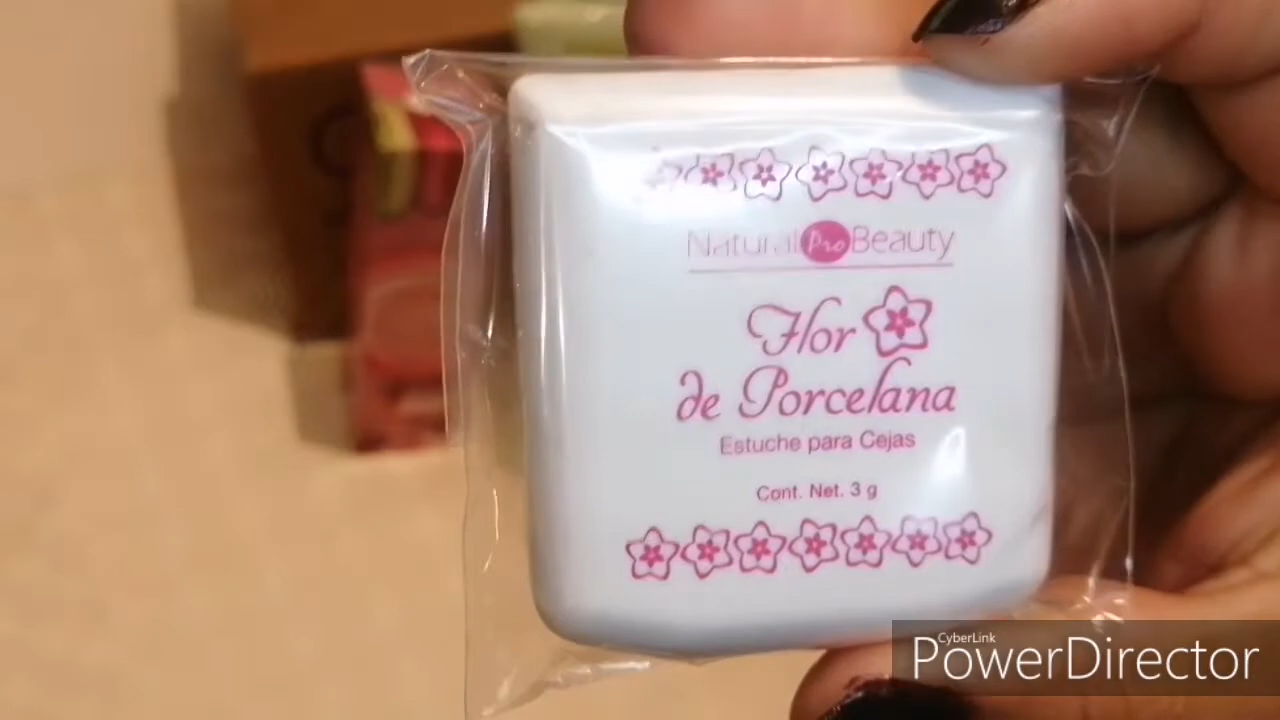 Natural Pro Beauty
Flor
de Porcelana
Estuche para Cejas
Cont. Net. 3 g
CyberLink
PowerDirector